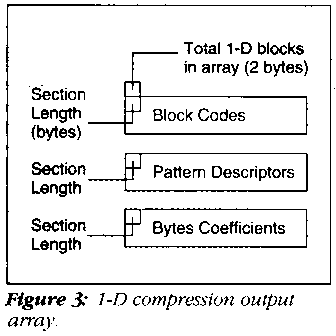 Total 1-D blocks
in array (2 bytes)
Section
Length
(bytes)
Block Codes
Section
Length
Pattern Descriptors
Section
Length
Bytes Coefficients
Figure 3: 1-D compression output
array.